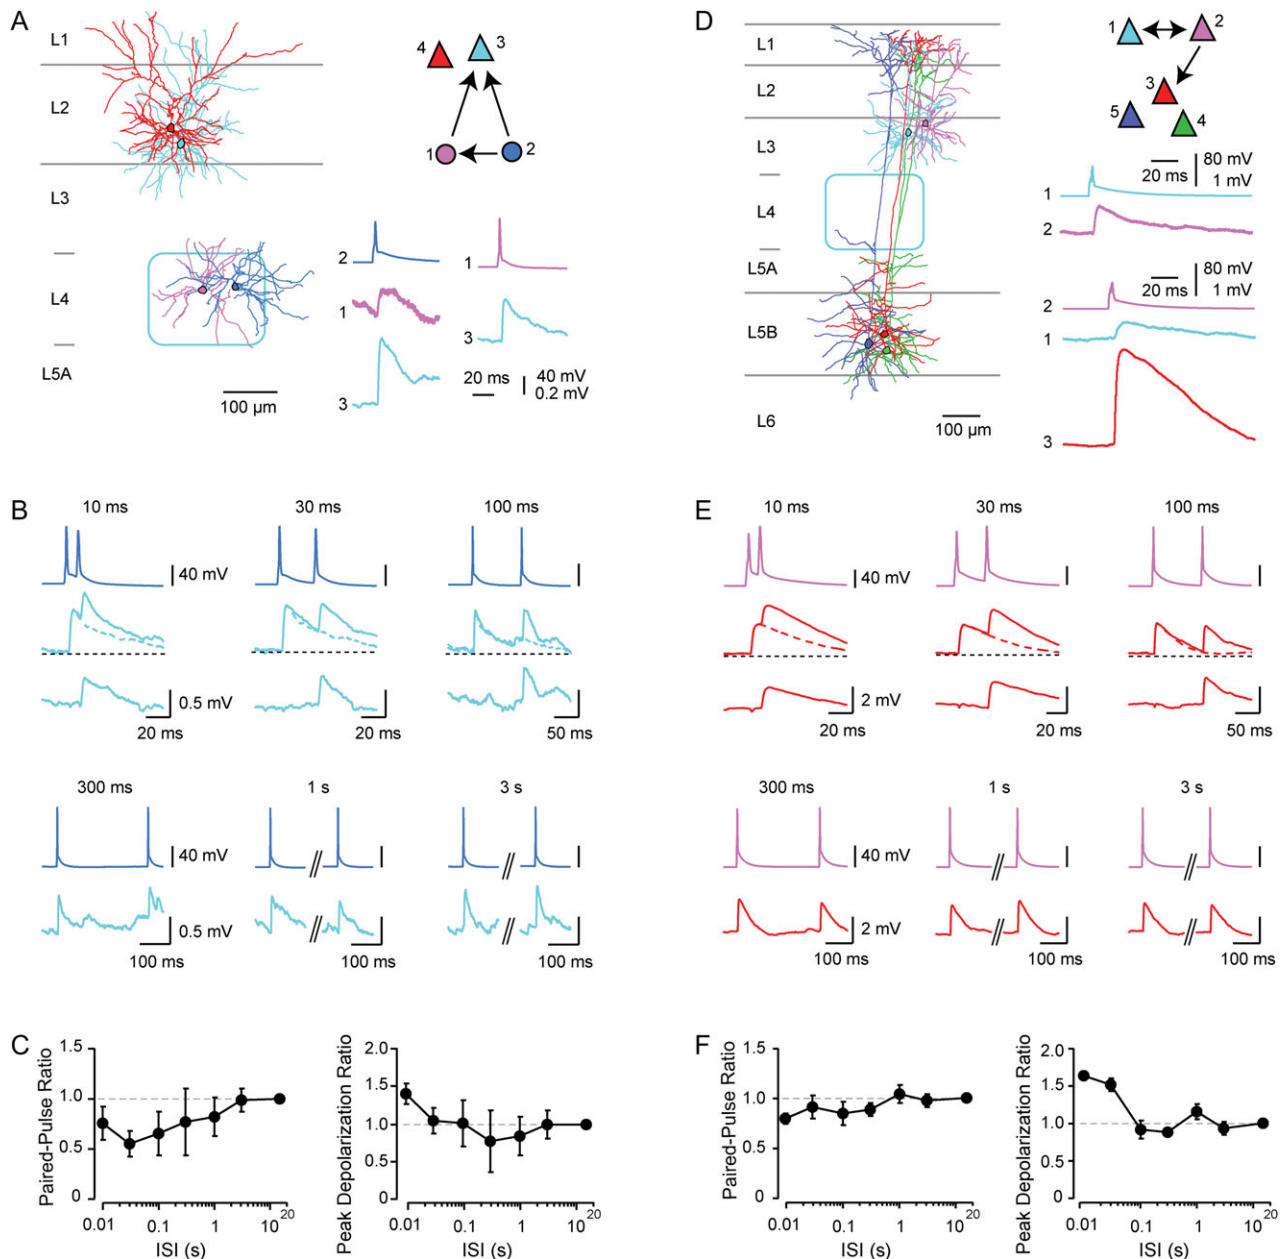 A
L1
L2
L3
L4
L5A
100 µm
4
3
1
2
2
1
3
1
3
20 ms
40 mV
0.2 mV
D
L1
L2
L3
L4
L5A
L5B
L6
100 µm
1
2
3
5
4
20 ms
80 mV
1 mV
1
2
20 ms
80 mV
1 mV
2
1
3
B
10 ms
30 ms
100 ms
40 mV
0.5 mV
20 ms
20 ms
50 ms
300 ms
1 s
3 s
40 mV
0.5 mV
100 ms
100 ms
100 ms
E
10 ms
30 ms
100 ms
40 mV
2 mV
20 ms
20 ms
50 ms
300 ms
1 s
3 s
40 mV
2 mV
100 ms
100 ms
100 ms
C
Paired-Pulse Ratio
1.5
1.0
0.5
0
0.01
0.1
1
10
20
ISI (s)
Peak Depolarization Ratio
2.0
1.5
1.0
0.5
0
0.01
0.1
1
10
20
ISI (s)
F
Paired-Pulse Ratio
1.5
1.0
0.5
0
0.01
0.1
1
10
20
ISI (s)
Peak Depolarization Ratio
2.0
1.5
1.0
0.5
0
0.01
0.1
1
10
20
ISI (s)